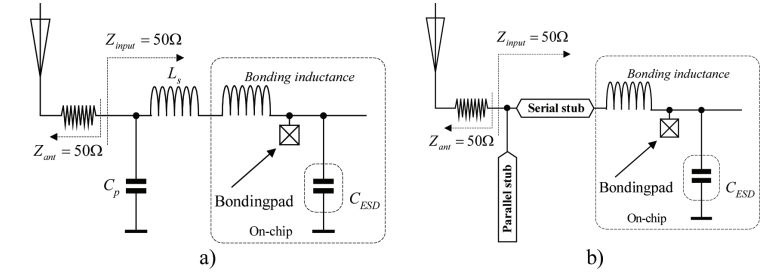 Z_input = 50Ω
L_s
Bonding inductance
Z_ant = 50Ω
C_p
Bondingpad
C_ESD
On-chip
a)
Z_input = 50Ω
Bonding inductance
Serial stub
Z_ant = 50Ω
Parallel stub
Bondingpad
C_ESD
On-chip
b)